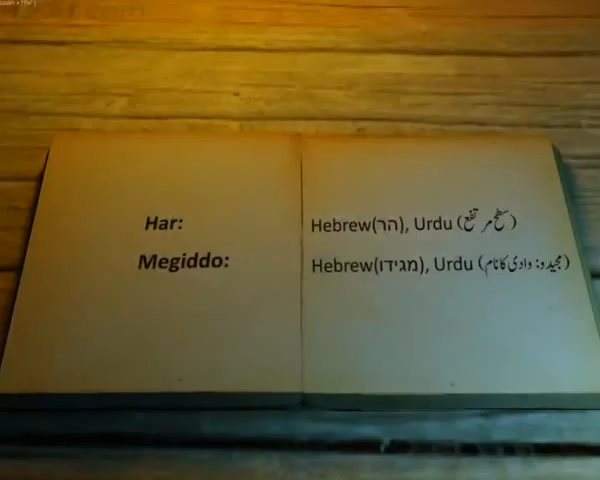 Har: Hebrew(הר), Urdu (سطح مرتفع)
Megiddo: Hebrew(מגידו), Urdu (مجیدو: وادی کا نام)